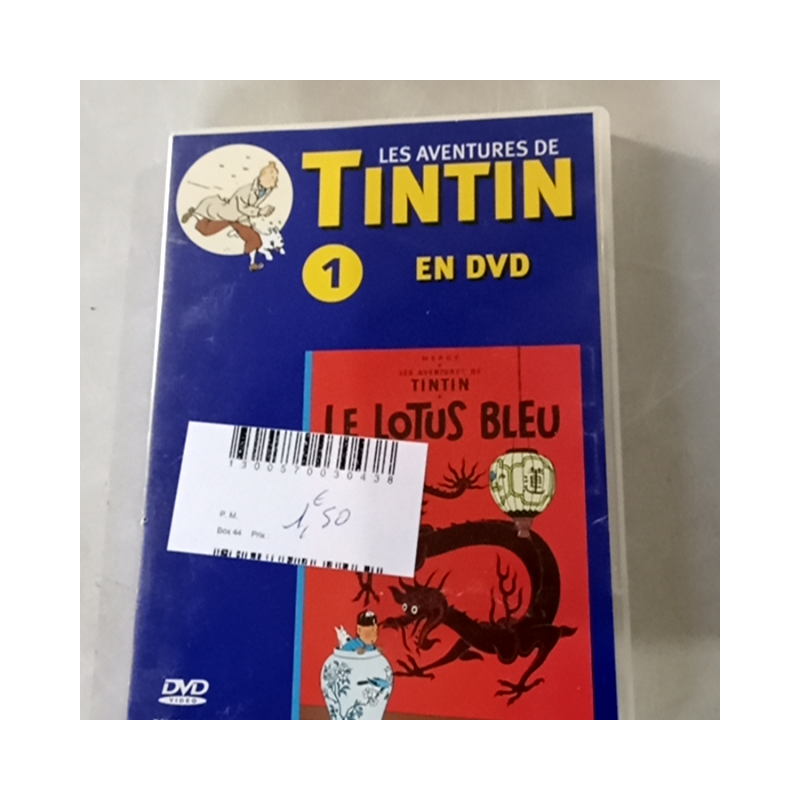 LES AVENTURES DE
TINTIN
1
EN DVD
HERGÉ
LES AVENTURES DE
TINTIN
LE LOTUS BLEU
1300570030438
P. M.
€
1,50
Box 44 Prix :
DVD
VIDEO